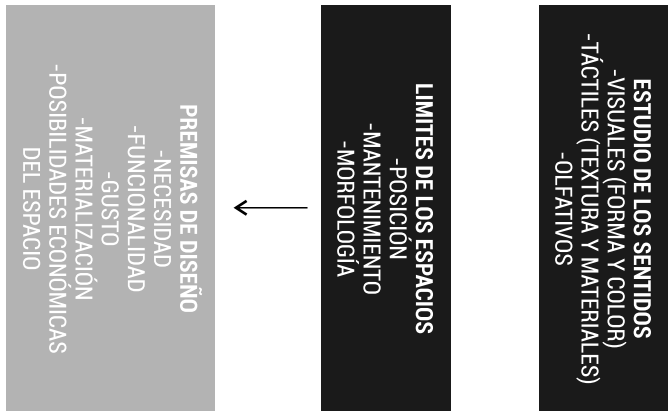 ESTUDIO DE LOS SENTIDOS
-VISUALES (FORMA Y COLOR)
-TÁCTILES (TEXTURA Y MATERIALES)
-OLFATIVOS
LIMITES DE LOS ESPACIOS
-POSICIÓN
-MANTENIMIENTO
-MORFOLOGÍA
PREMISAS DE DISEÑO
-NECESIDAD
-FUNCIONALIDAD
-GUSTO
-MATERIALIZACIÓN
-POSIBILIDADES ECONÓMICAS
DEL ESPACIO